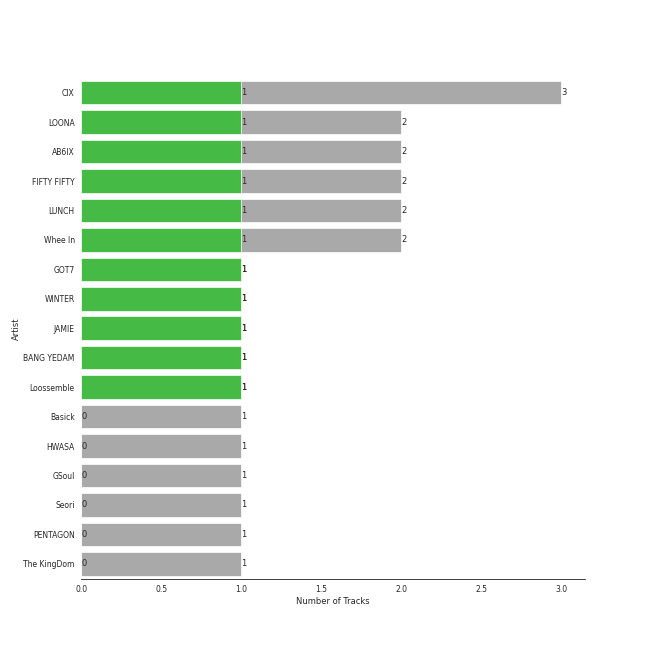 CIX 1 3
LOONA 1 2
AB6IX 1 2
FIFTY FIFTY 1 2
LUNCH 1 2
Whee In 1 2
GOT7 1
WINTER 1
JAMIE 1
BANG YEDAM 1
Loossemble 1
Basick 0 1
HWASA 0 1
GSoul 0 1
Seori 0 1
PENTAGON 0 1
The KingDom 0 1
Artist
0.0 0.5 1.0 1.5 2.0 2.5 3.0
Number of Tracks